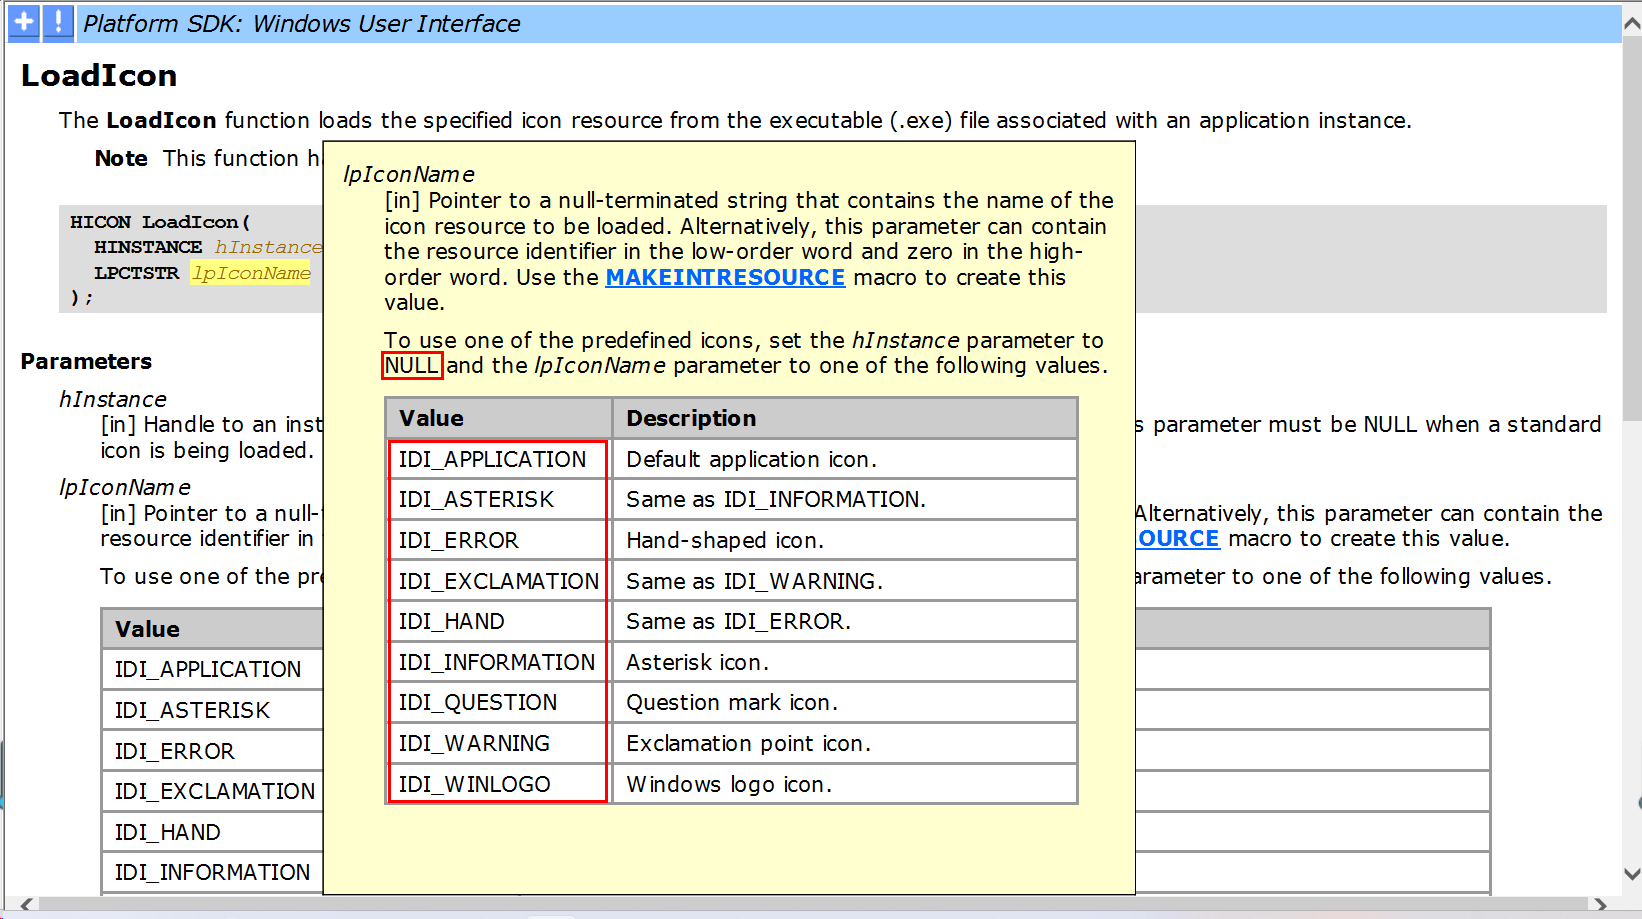 Platform SDK: Windows User Interface
LoadIcon
The LoadIcon function loads the specified icon resource from the executable (.exe) file associated with an application instance.
Note This function
HICON LoadIcon(
HINSTANCE hInstance
LPCTSTR lpIconName
);
Parameters
hInstance
[in] Handle to an
s parameter must be NULL when a standard
icon is being loaded.
lpIconName
[in] Pointer to a null-
Alternatively, this parameter can contain the
resource identifier in
OURCE macro to create this value.
To use one of the
arameter to one of the following values.
Value
IDI_APPLICATION
IDI_ASTERISK
IDI_ERROR
IDI_EXCLAMATION
IDI_HAND
IDI_INFORMATION
lpIconName
[in] Pointer to a null-terminated string that contains the name of the
icon resource to be loaded. Alternatively, this parameter can contain
the resource identifier in the low-order word and zero in the high-
order word. Use the MAKEINTRESOURCE macro to create this
value.
To use one of the predefined icons, set the hInstance parameter to
NULL and the lpIconName parameter to one of the following values.
Value Description
IDI_APPLICATION Default application icon.
IDI_ASTERISK Same as IDI_INFORMATION.
IDI_ERROR Hand-shaped icon.
IDI_EXCLAMATION Same as IDI_WARNING.
IDI_HAND Same as IDI_ERROR.
IDI_INFORMATION Asterisk icon.
IDI_QUESTION Question mark icon.
IDI_WARNING Exclamation point icon.
IDI_WINLOGO Windows logo icon.